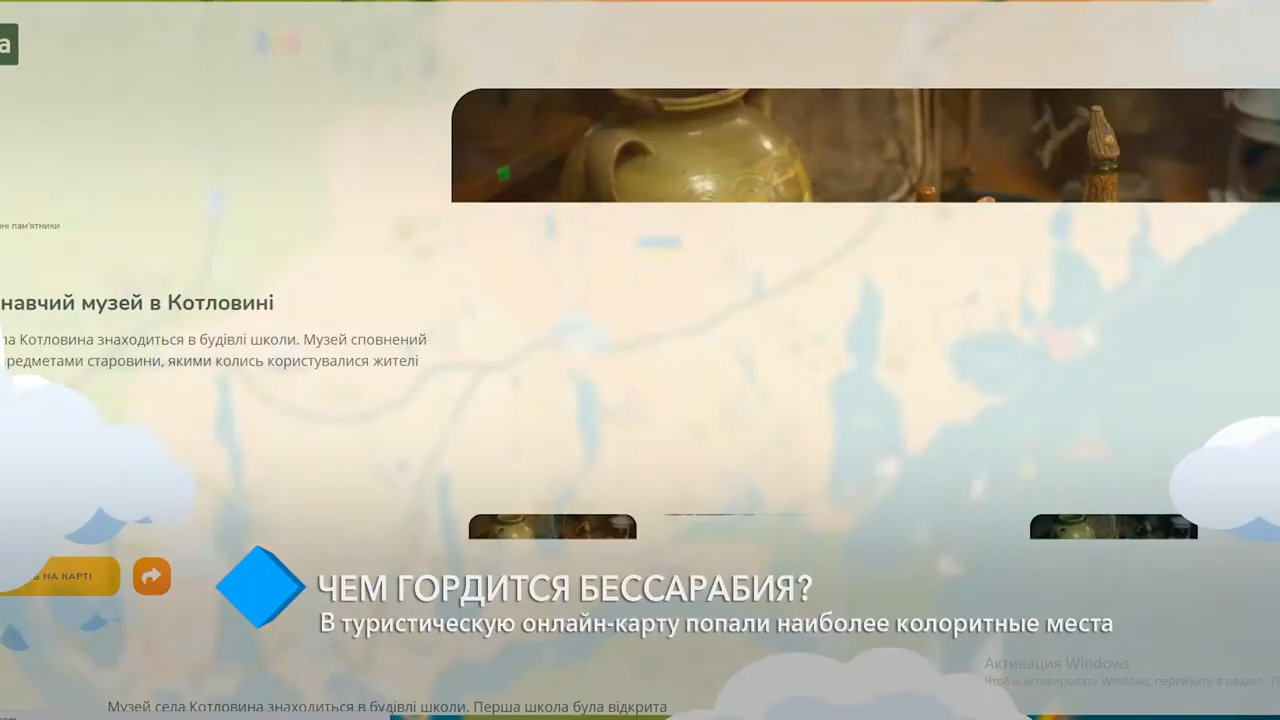 а
ні пам'ятники
навчий музей в Котловині
ла Котловина знаходиться в будівлі школи. Музей сповнений
редметами старовини, якими колись користувалися жителі
НА КАРТІ
ЧЕМ ГОРДИТСЯ БЕССАРАБИЯ?
В туристическую онлайн-карту попали наиболее колоритные места
Активация Windows
Чтобы активировать Windows, перейдите в раздел
Музей села Котловина знаходиться в будівлі школи. Перша школа була відкрита